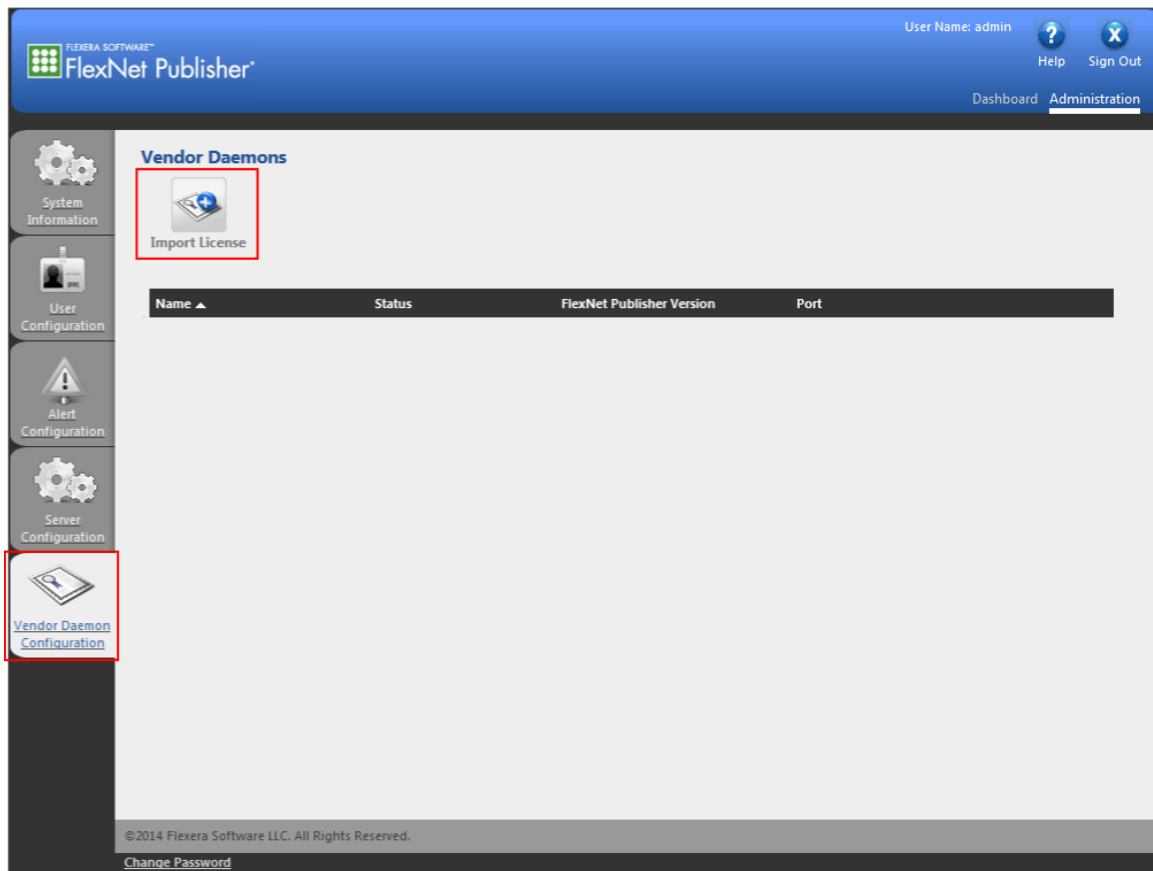 User Name: admin
FLEXERA SOFTWARE™
FlexNet Publisher®
?
X
Help
Sign Out
Dashboard
Administration
System
Information
User
Configuration
Alert
Configuration
Server
Configuration
Vendor Daemon
Configuration
Vendor Daemons
Import License
Name ▲ Status FlexNet Publisher Version Port
©2014 Flexera Software LLC. All Rights Reserved.
Change Password